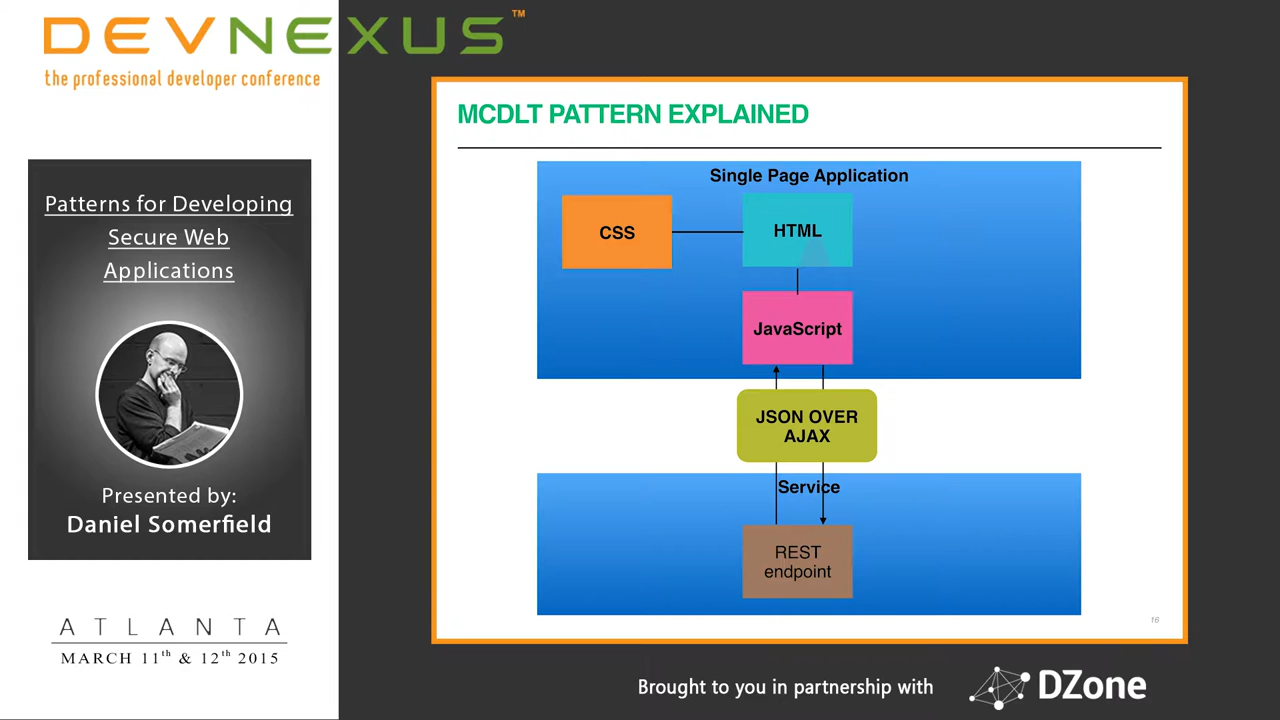 DEVNEXUS™
the professional developer conference
Patterns for Developing
Secure Web
Applications
Presented by:
Daniel Somerfield
ATLANTA
MARCH 11th & 12th 2015
MCDLT PATTERN EXPLAINED
Single Page Application
CSS
HTML
JavaScript
JSON OVER
AJAX
Service
REST
endpoint
16
Brought to you in partnership with
DZone